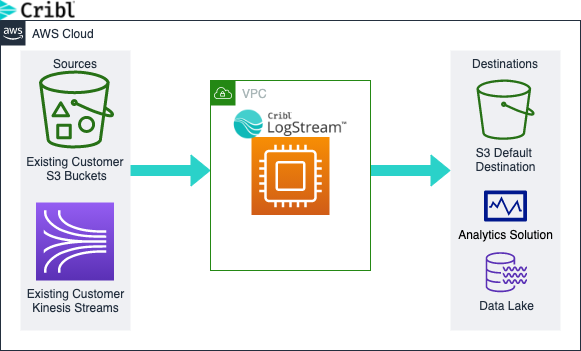 Cribl
aws
AWS Cloud
Sources
Existing Customer
S3 Buckets
Existing Customer
Kinesis Streams
VPC
Cribl
LogStream™
Destinations
S3 Default
Destination
Analytics Solution
Data Lake